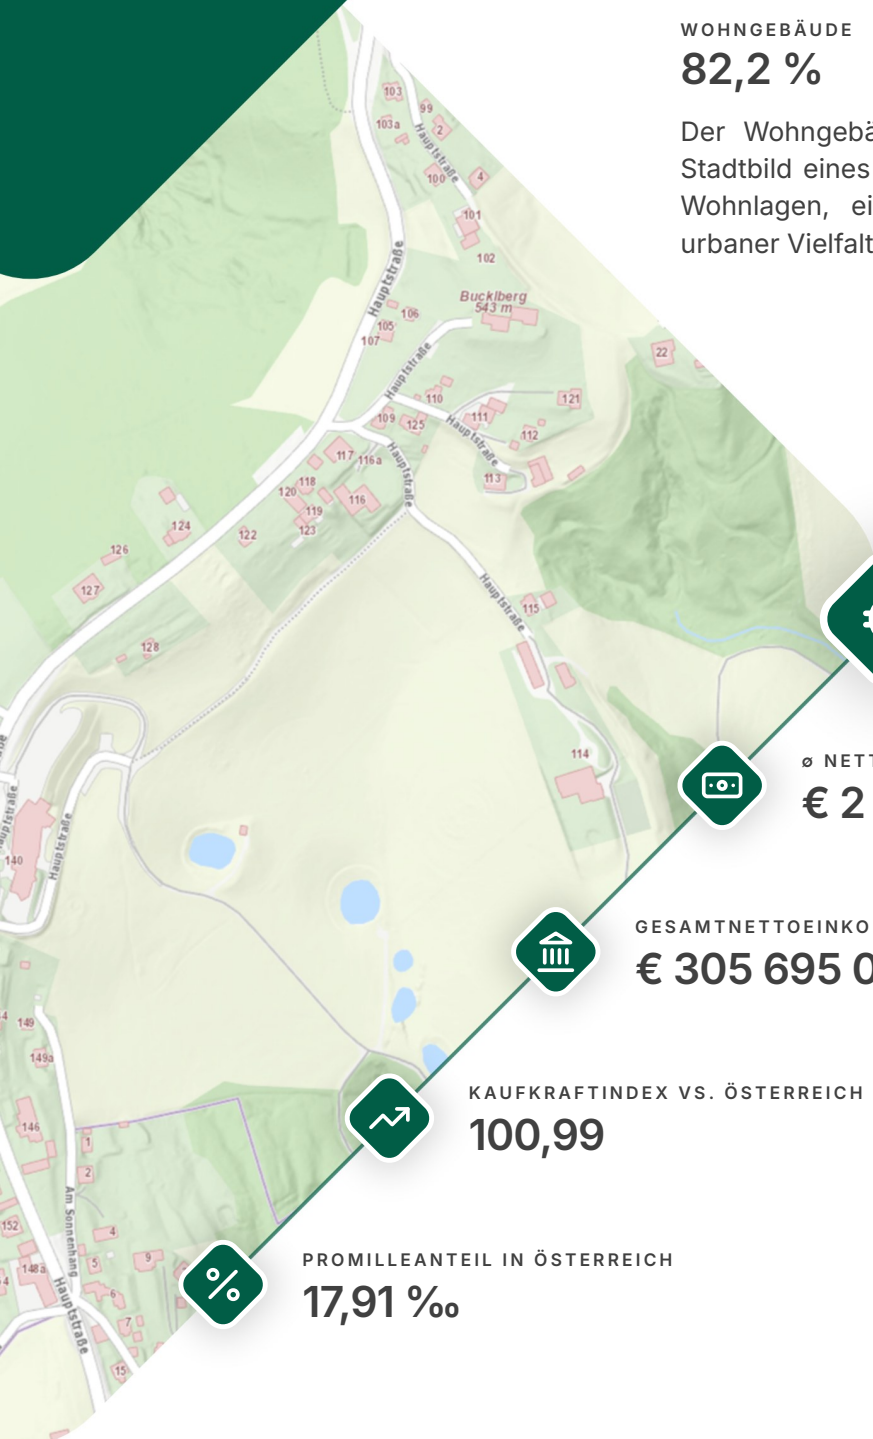 WOHNGEBÄUDE
82,2 %
Der Wohngebä
Stadtbild eines
Wohnlagen, ei
urbaner Vielfalt
103
99
103a
2
Hauptstraße
100
4
101
102
Hauptstraße
Bucklberg
543 m
106
105
107
22
Hauptstraße
110
121
109
125
111
Hauptstraße
112
117
116a
Hauptstraße
113
118
120
116
119
123
124
122
126
127
Hauptstraße
115
128
114
ø NETT
€ 2
Hauptstraße
140
GESAMTNETTOEINKO
€ 305 695 0
149
149a
KAUFKRAFTINDEX VS. ÖSTERREICH
100,99
146
1
2
Am Sonnenhang
152
4
5
9
148a
PROMILLEANTEIL IN ÖSTERREICH
17,91 ‰
6
Hauptstraße
7
15